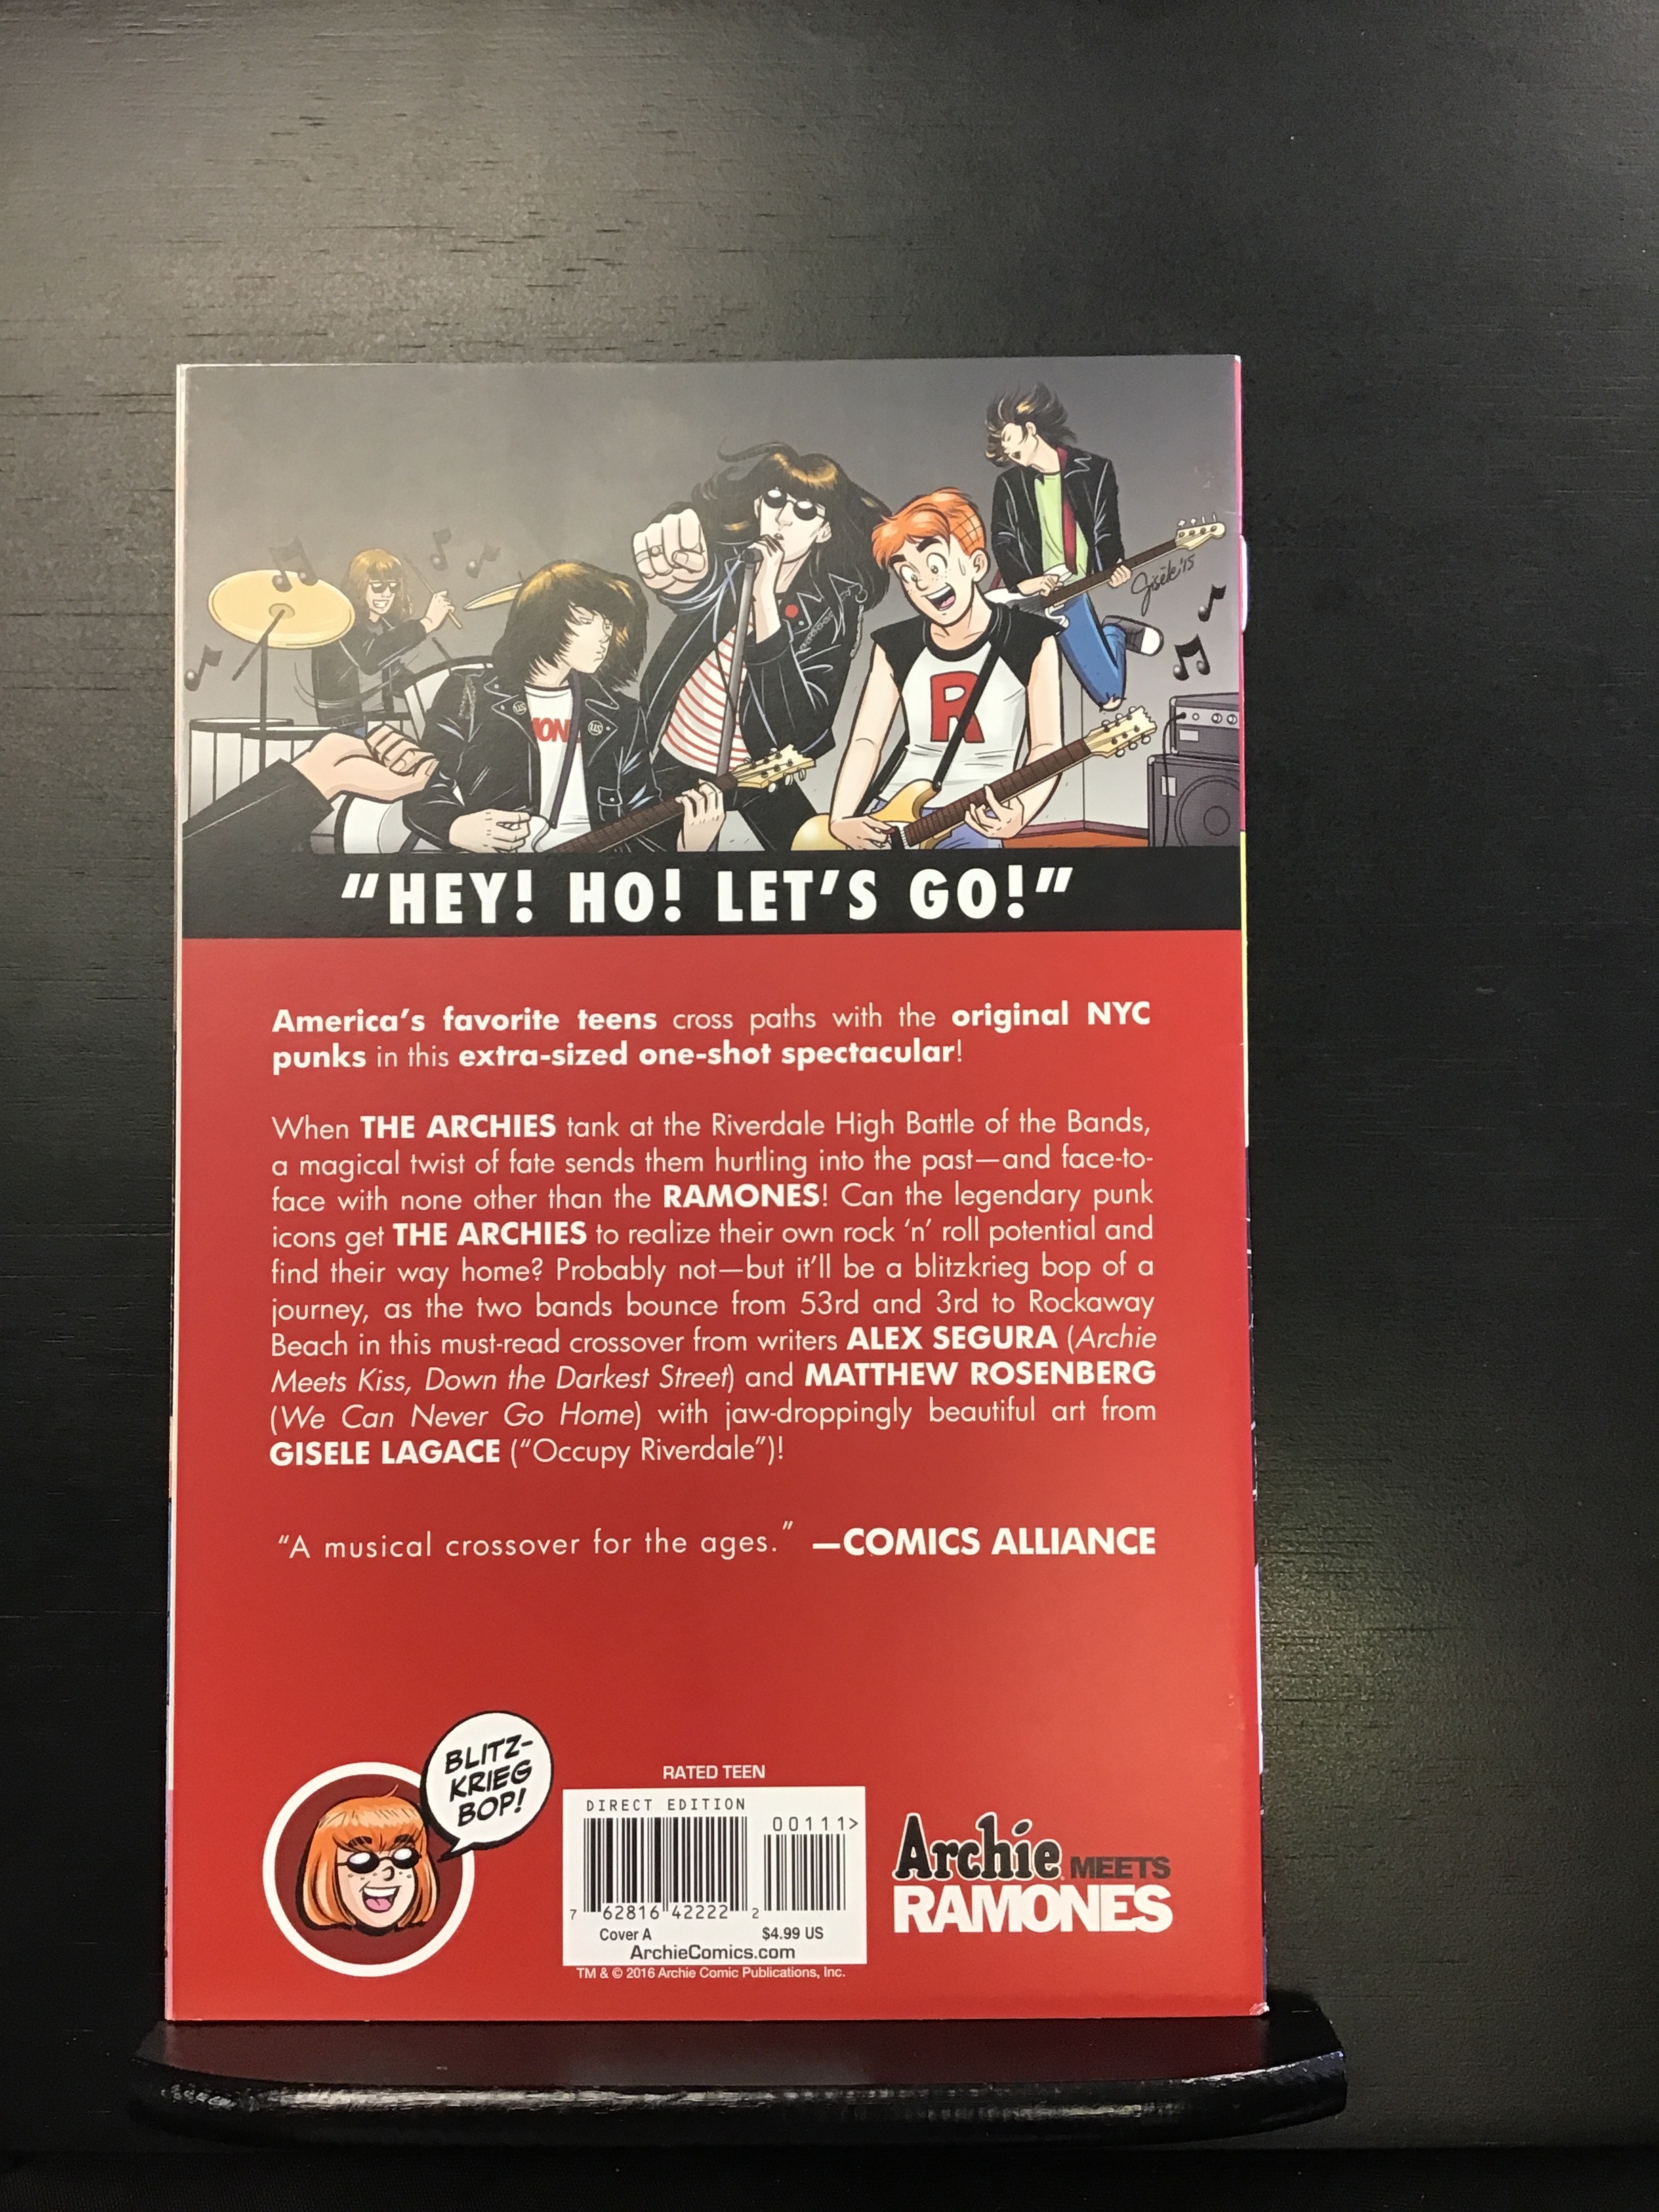 Gisèle '15
MON
R
"HEY! HO! LET'S GO!"
America's favorite teens cross paths with the original NYC
punks in this extra-sized one-shot spectacular!
When THE ARCHIES tank at the Riverdale High Battle of the Bands,
a magical twist of fate sends them hurtling into the past—and face-to-
face with none other than the RAMONES! Can the legendary punk
icons get THE ARCHIES to realize their own rock 'n' roll potential and
find their way home? Probably not—but it'll be a blitzkrieg bop of a
journey, as the two bands bounce from 53rd and 3rd to Rockaway
Beach in this must-read crossover from writers ALEX SEGURA (Archie
Meets Kiss, Down the Darkest Street) and MATTHEW ROSENBERG
(We Can Never Go Home) with jaw-droppingly beautiful art from
GISELE LAGACE ("Occupy Riverdale")!
"A musical crossover for the ages." —COMICS ALLIANCE
BLITZ-
KRIEG
BOP!
RATED TEEN
DIRECT EDITION
00111>
7 62816 42222 2
Cover A $4.99 US
ArchieComics.com
TM & © 2016 Archie Comic Publications, Inc.
Archie MEETS
RAMONES